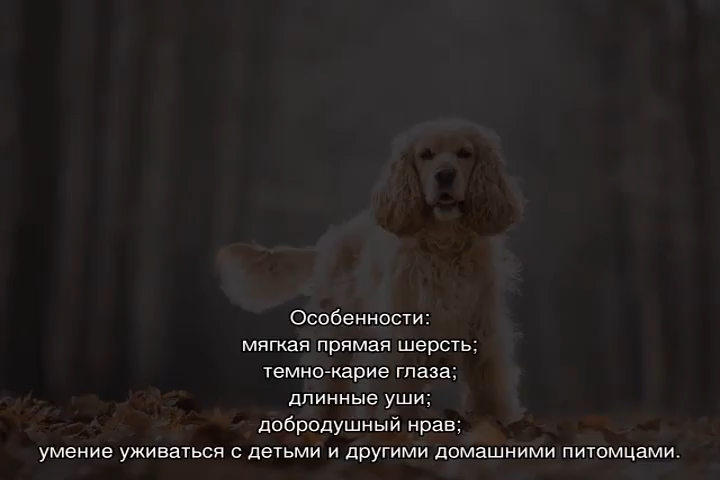 Особенности:
мягкая прямая шерсть;
темно-карие глаза;
длинные уши;
добродушный нрав;
умение уживаться с детьми и другими домашними питомцами.